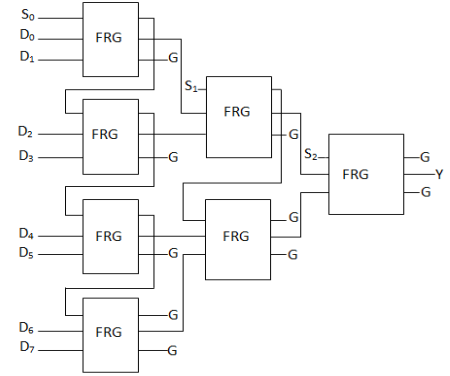 S₀
D₀ FRG
D₁ G
S₁
FRG
D₂ FRG G
D₃ G
S₂ G
FRG Y
G
D₄ FRG FRG G
D₅ G G
G
D₆ FRG
D₇ G